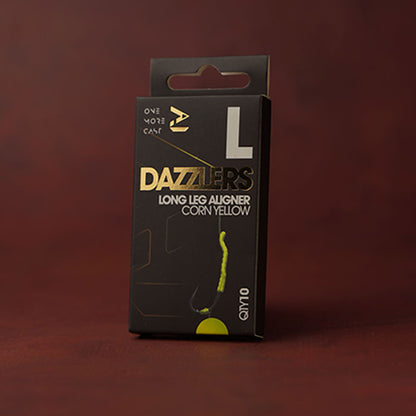 ONE
MORE
CAST
L
DAZZLERS
LONG LEG ALIGNER
CORN YELLOW
QTY10